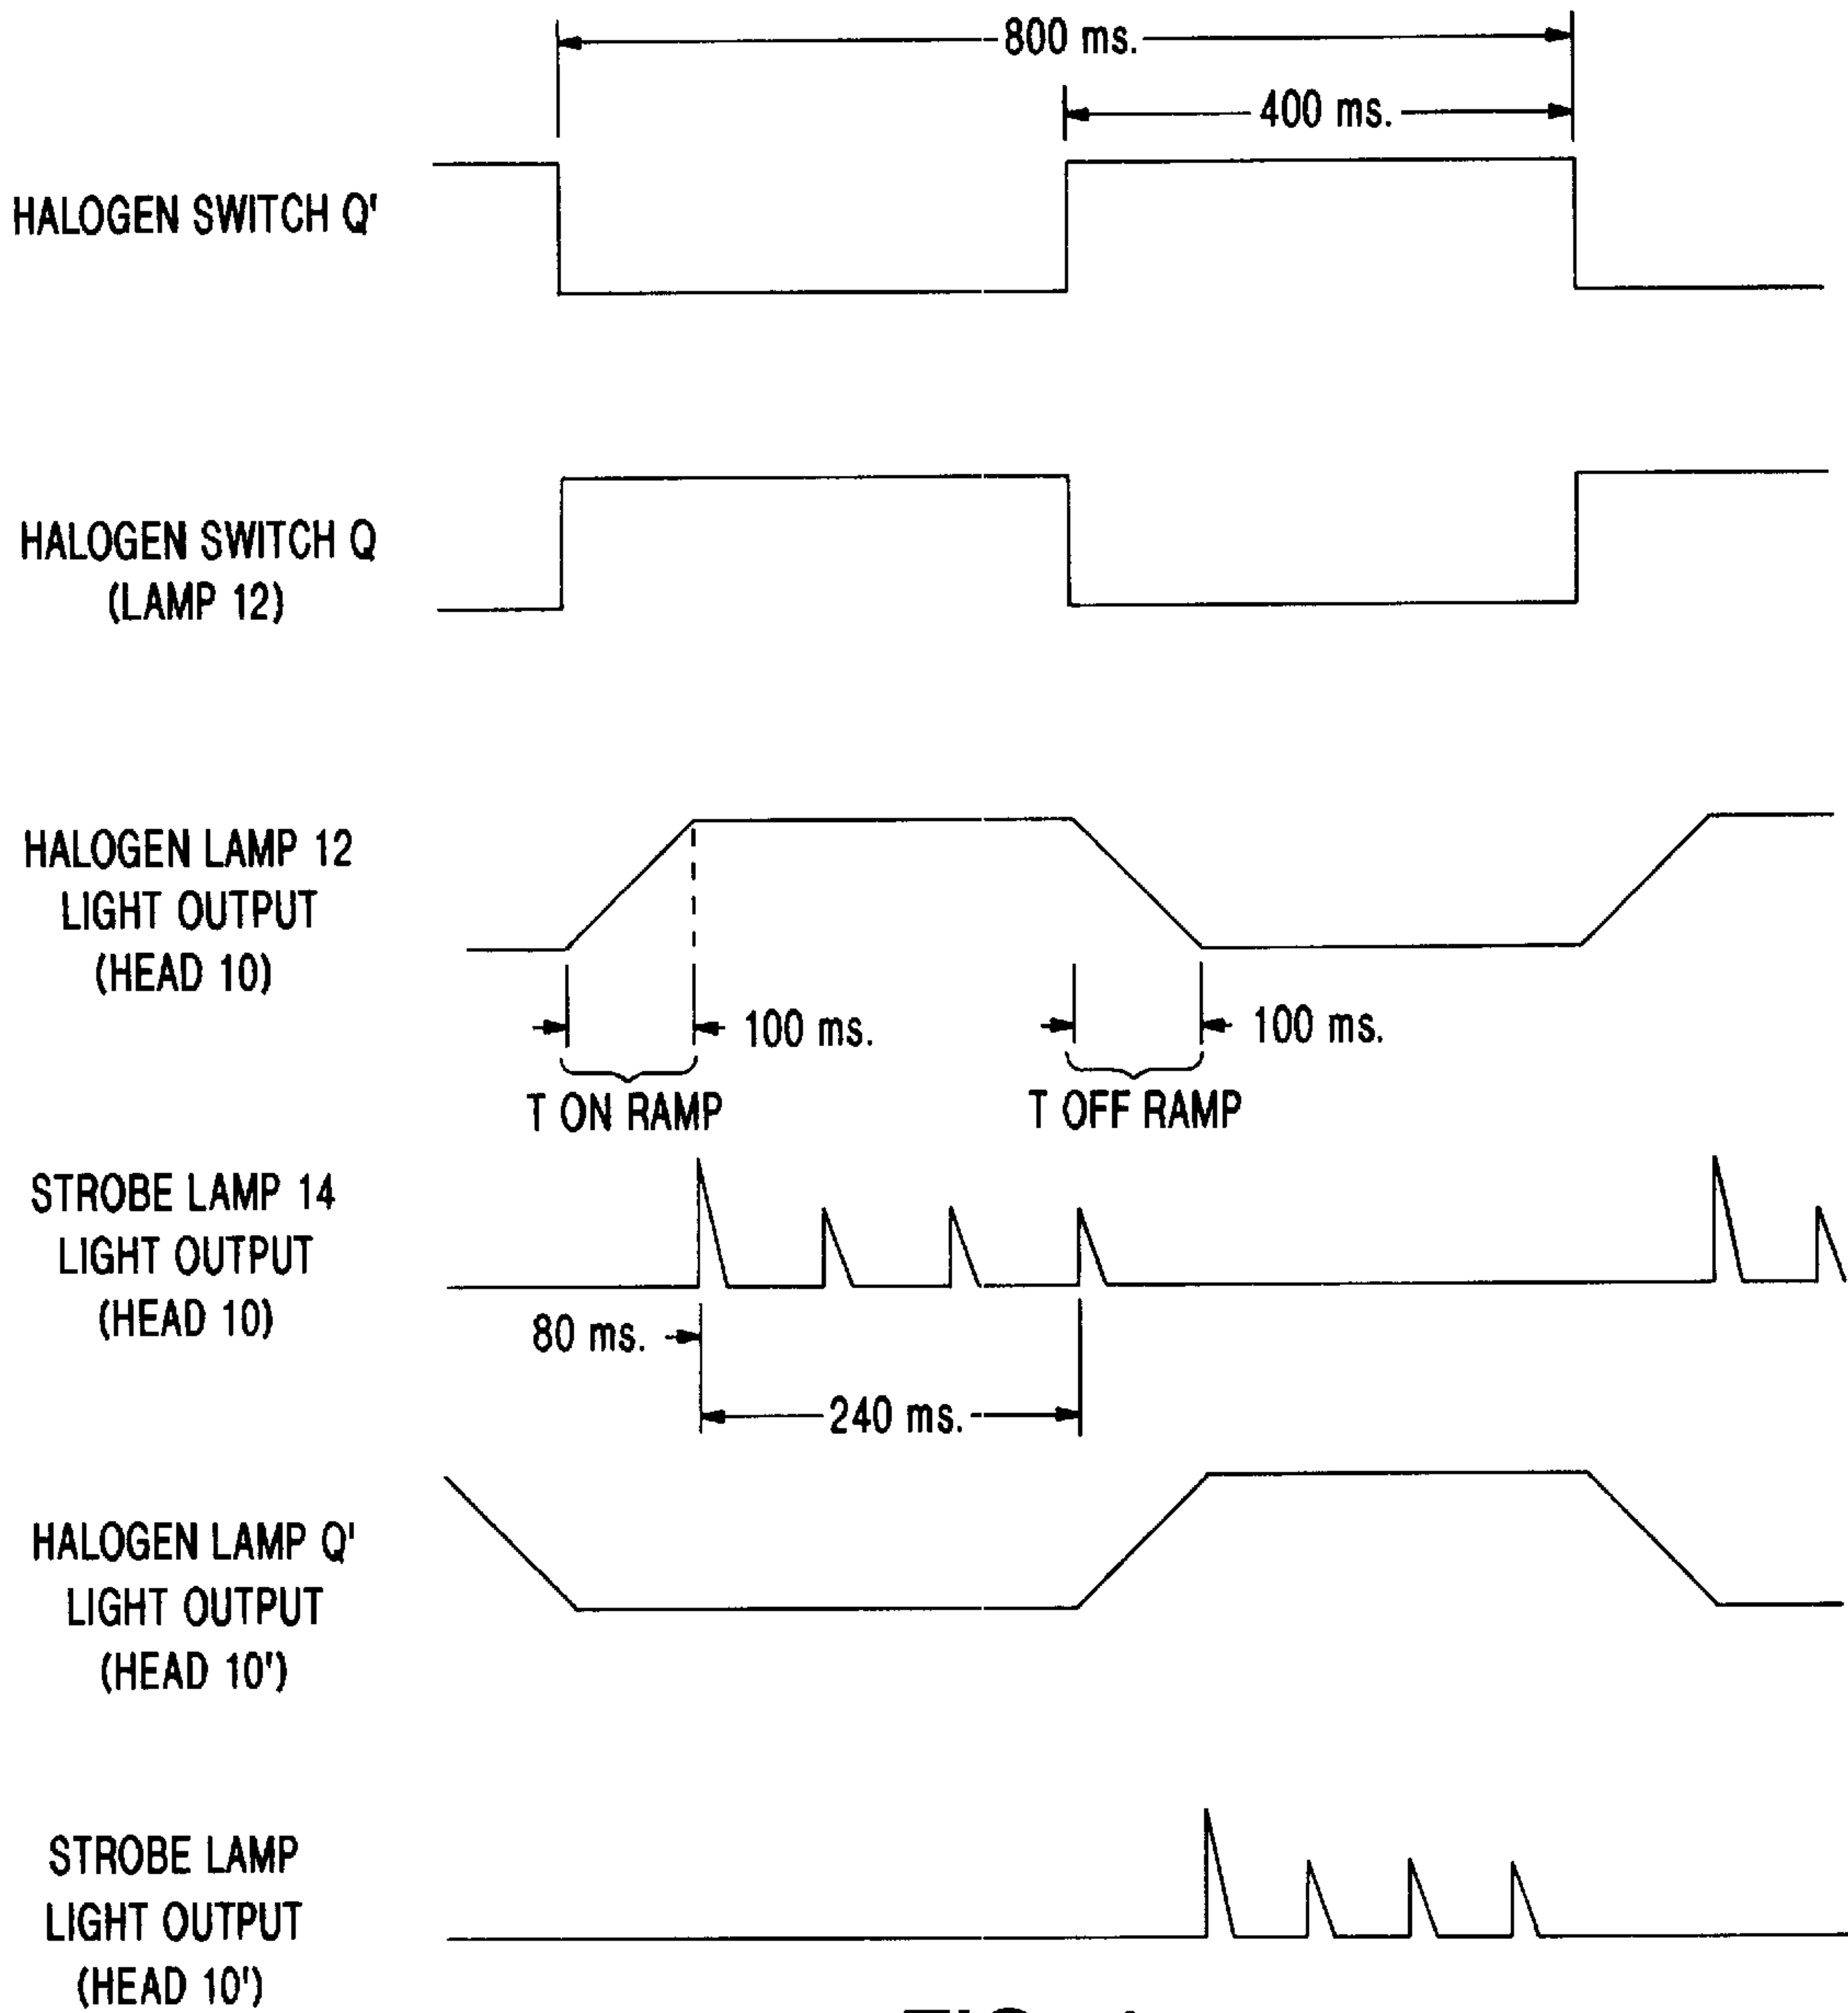 800 ms.
400 ms.
HALOGEN SWITCH Q'
HALOGEN SWITCH Q
(LAMP 12)
HALOGEN LAMP 12
LIGHT OUTPUT
(HEAD 10)
100 ms.
100 ms.
T ON RAMP
T OFF RAMP
STROBE LAMP 14
LIGHT OUTPUT
(HEAD 10)
80 ms.
240 ms.
HALOGEN LAMP Q'
LIGHT OUTPUT
(HEAD 10')
STROBE LAMP
LIGHT OUTPUT
(HEAD 10')